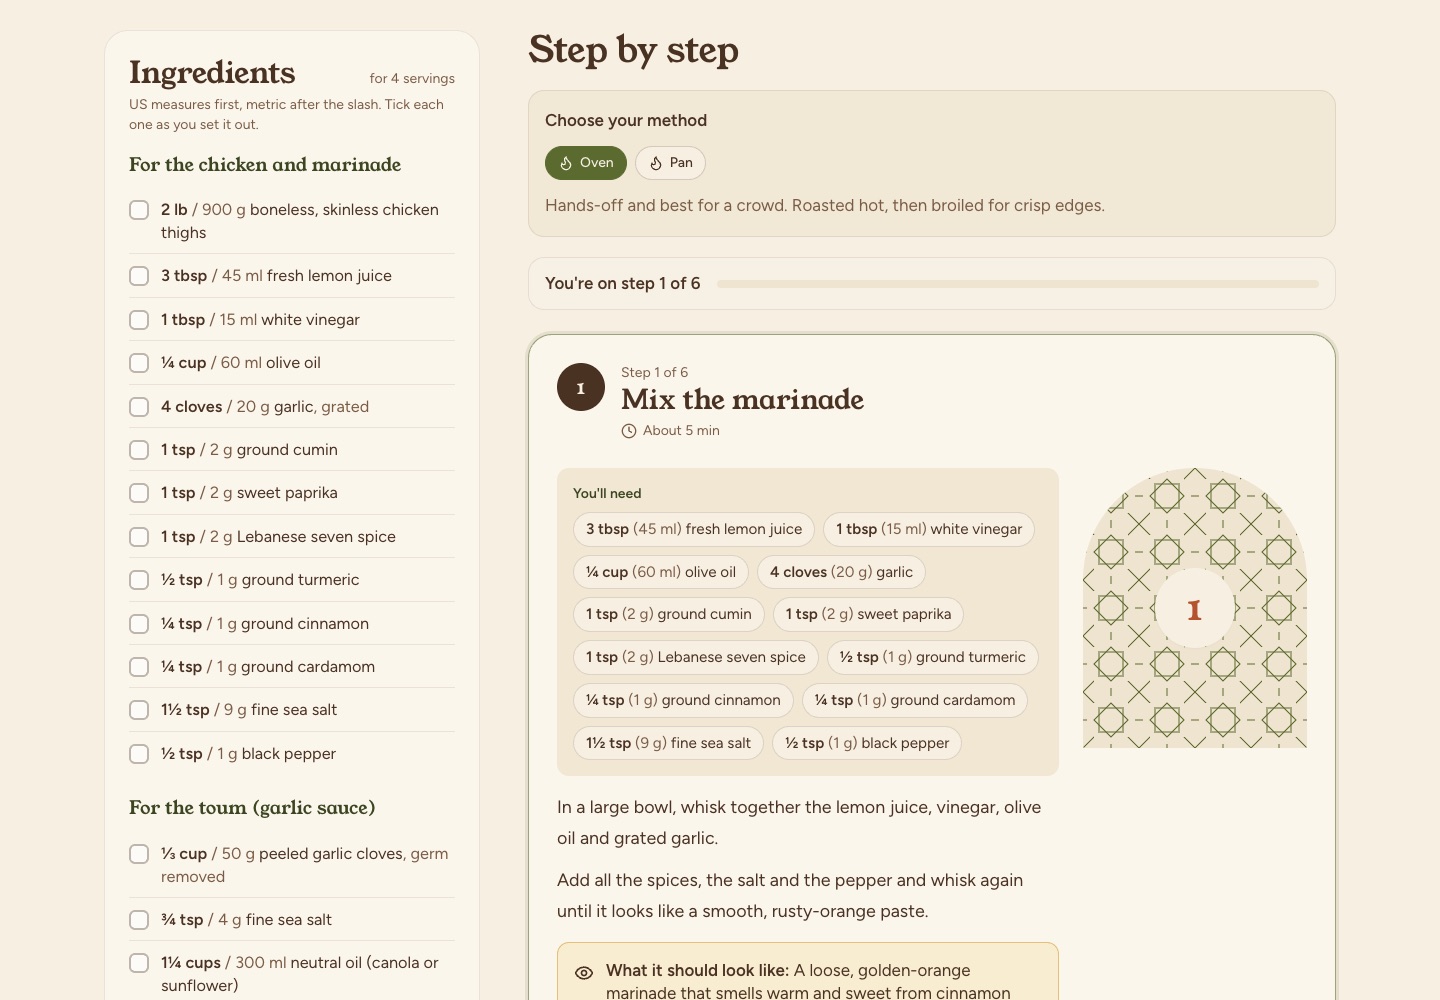 Ingredients
for 4 servings
US measures first, metric after the slash. Tick each
one as you set it out.
For the chicken and marinade
2 lb / 900 g boneless, skinless chicken
thighs
3 tbsp / 45 ml fresh lemon juice
1 tbsp / 15 ml white vinegar
¼ cup / 60 ml olive oil
4 cloves / 20 g garlic, grated
1 tsp / 2 g ground cumin
1 tsp / 2 g sweet paprika
1 tsp / 2 g Lebanese seven spice
½ tsp / 1 g ground turmeric
¼ tsp / 1 g ground cinnamon
¼ tsp / 1 g ground cardamom
1½ tsp / 9 g fine sea salt
½ tsp / 1 g black pepper
For the toum (garlic sauce)
⅓ cup / 50 g peeled garlic cloves, germ
removed
¾ tsp / 4 g fine sea salt
1¼ cups / 300 ml neutral oil (canola or
sunflower)
Step by step
Choose your method
Oven
Pan
Hands-off and best for a crowd. Roasted hot, then broiled for crisp edges.
You're on step 1 of 6
1
Step 1 of 6
Mix the marinade
About 5 min
You'll need
3 tbsp (45 ml) fresh lemon juice
1 tbsp (15 ml) white vinegar
¼ cup (60 ml) olive oil
4 cloves (20 g) garlic
1 tsp (2 g) ground cumin
1 tsp (2 g) sweet paprika
1 tsp (2 g) Lebanese seven spice
½ tsp (1 g) ground turmeric
¼ tsp (1 g) ground cinnamon
¼ tsp (1 g) ground cardamom
1½ tsp (9 g) fine sea salt
½ tsp (1 g) black pepper
1
In a large bowl, whisk together the lemon juice, vinegar, olive
oil and grated garlic.
Add all the spices, the salt and the pepper and whisk again
until it looks like a smooth, rusty-orange paste.
What it should look like: A loose, golden-orange
marinade that smells warm and sweet from cinnamon